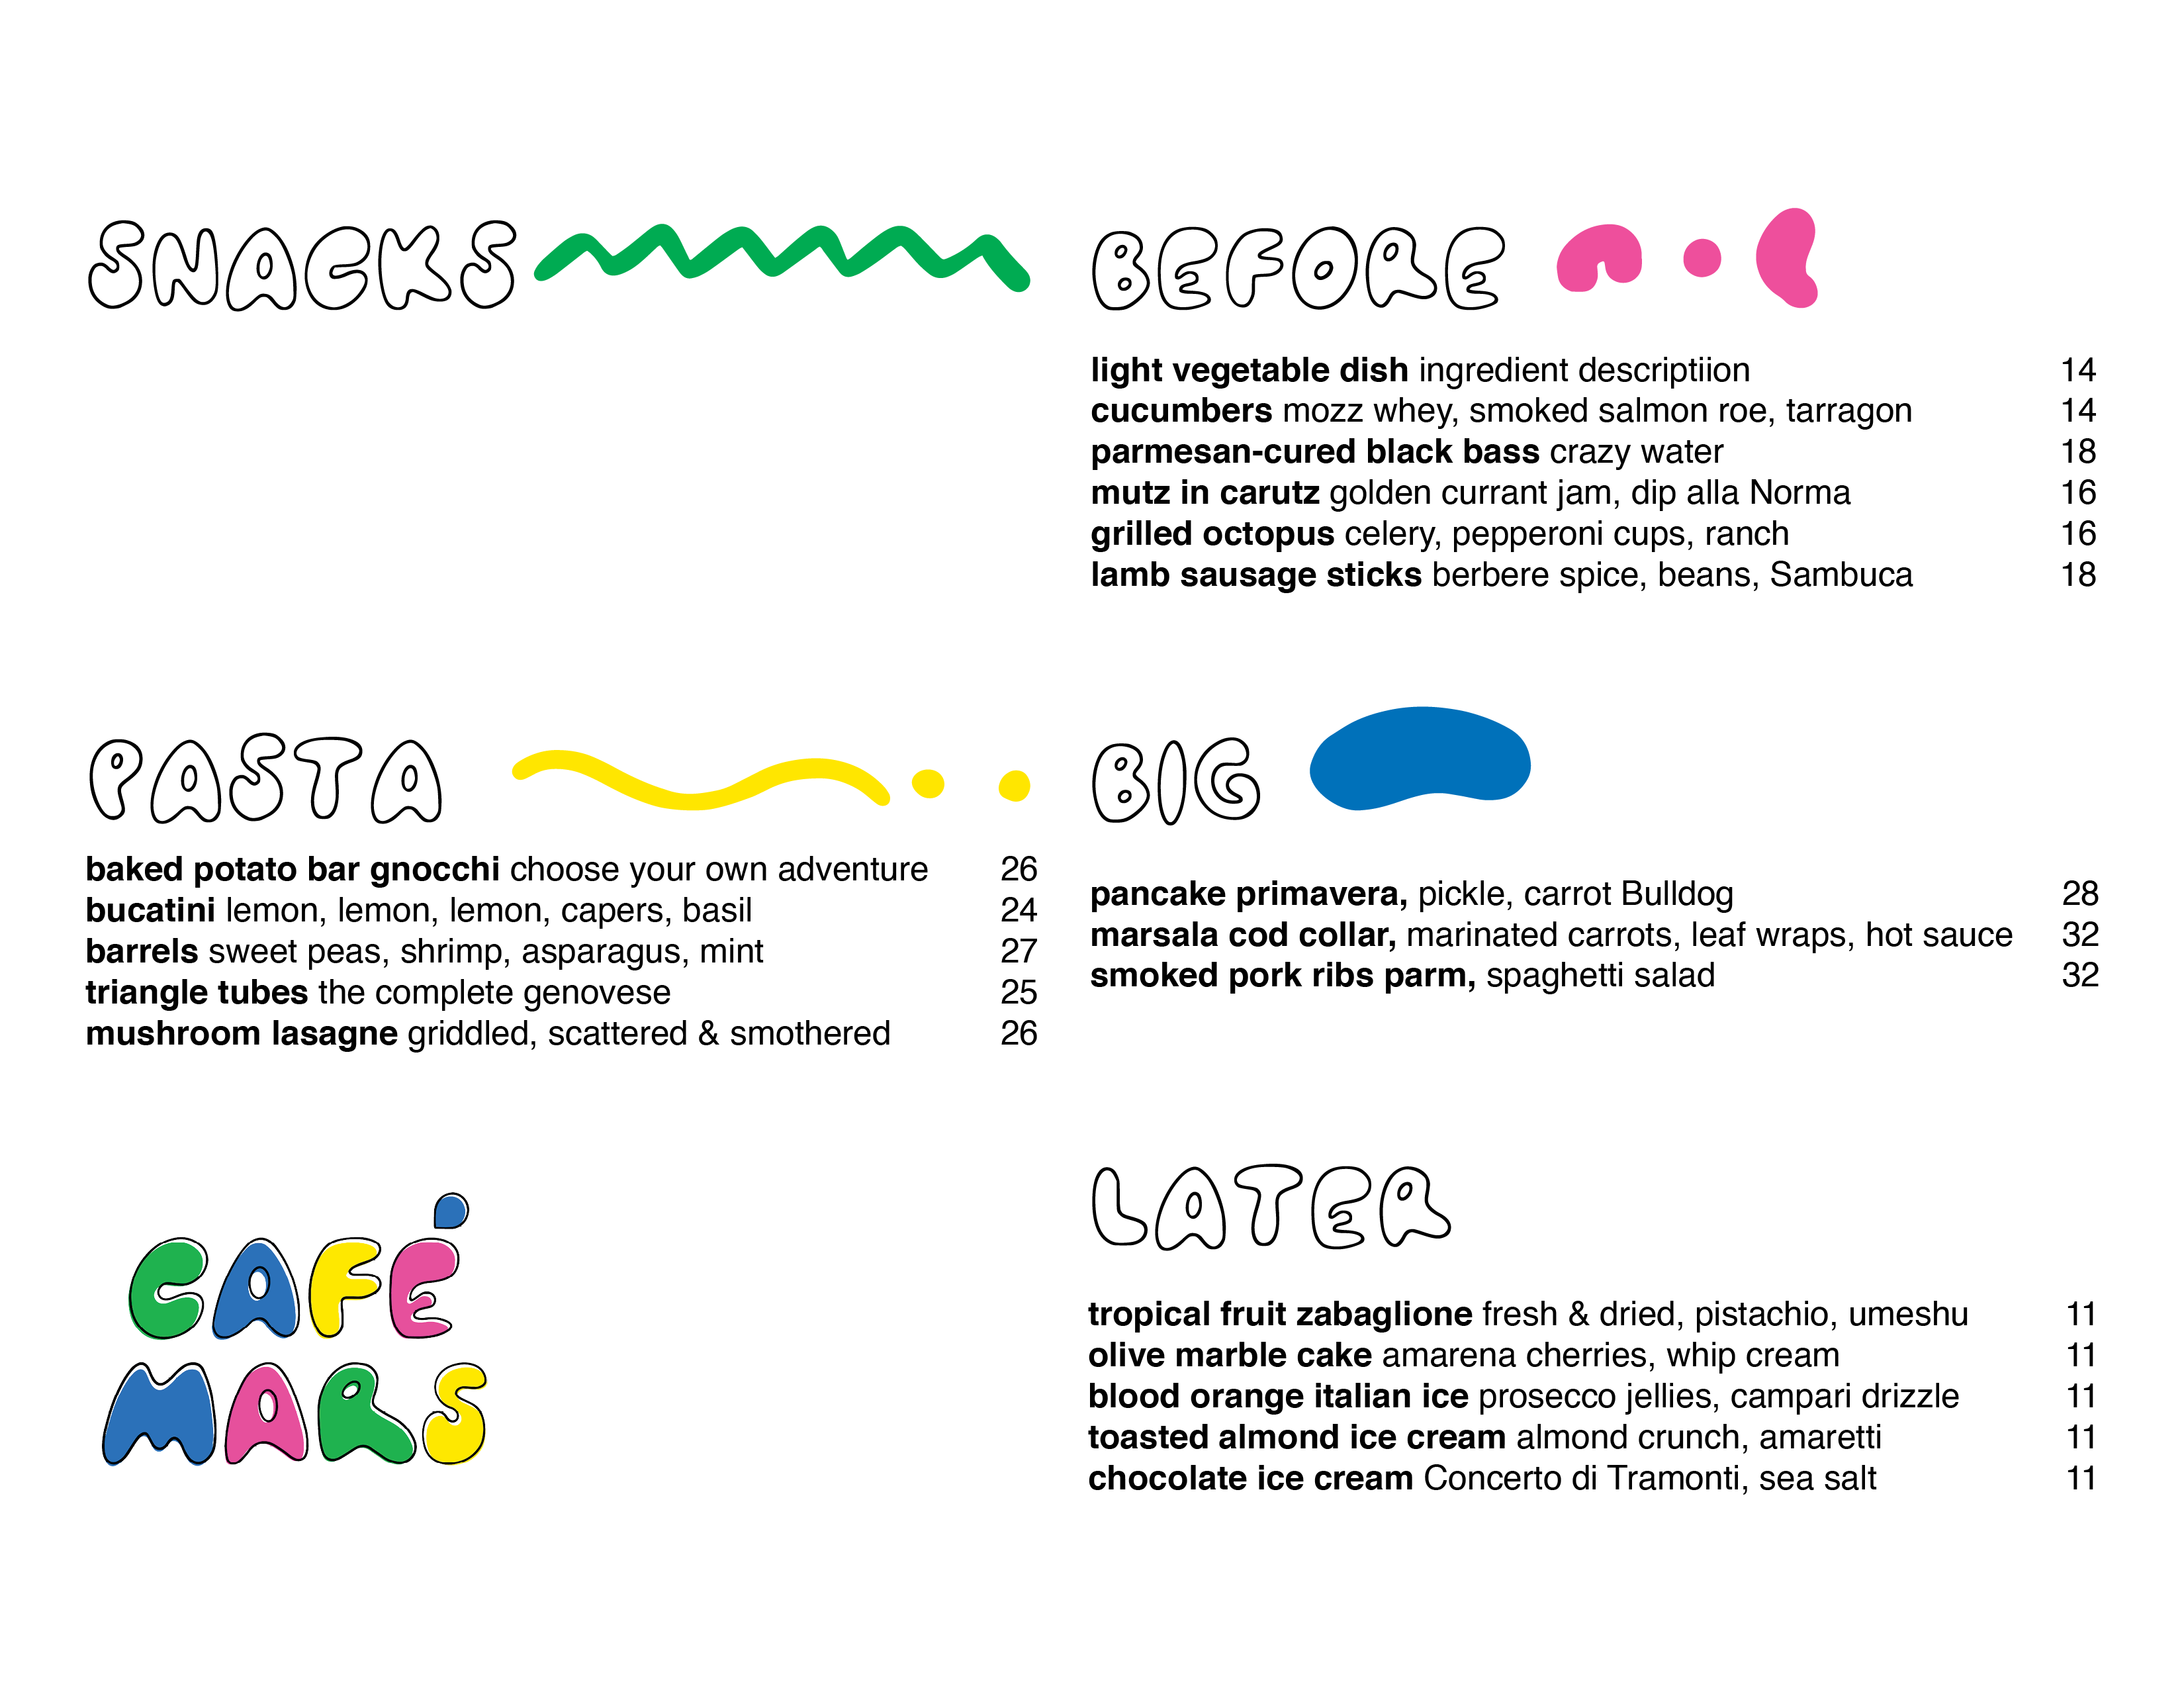 SNACKS
BEFORE
light vegetable dish ingredient descriptiion 14
cucumbers mozz whey, smoked salmon roe, tarragon 14
parmesan-cured black bass crazy water 18
mutz in carutz golden currant jam, dip alla Norma 16
grilled octopus celery, pepperoni cups, ranch 16
lamb sausage sticks berbere spice, beans, Sambuca 18
PASTA
baked potato bar gnocchi choose your own adventure 26
bucatini lemon, lemon, lemon, capers, basil 24
barrels sweet peas, shrimp, asparagus, mint 27
triangle tubes the complete genovese 25
mushroom lasagne griddled, scattered & smothered 26
BIG
pancake primavera, pickle, carrot Bulldog 28
marsala cod collar, marinated carrots, leaf wraps, hot sauce 32
smoked pork ribs parm, spaghetti salad 32
CAFÉ
MARS
LATER
tropical fruit zabaglione fresh & dried, pistachio, umeshu 11
olive marble cake amarena cherries, whip cream 11
blood orange italian ice prosecco jellies, campari drizzle 11
toasted almond ice cream almond crunch, amaretti 11
chocolate ice cream Concerto di Tramonti, sea salt 11